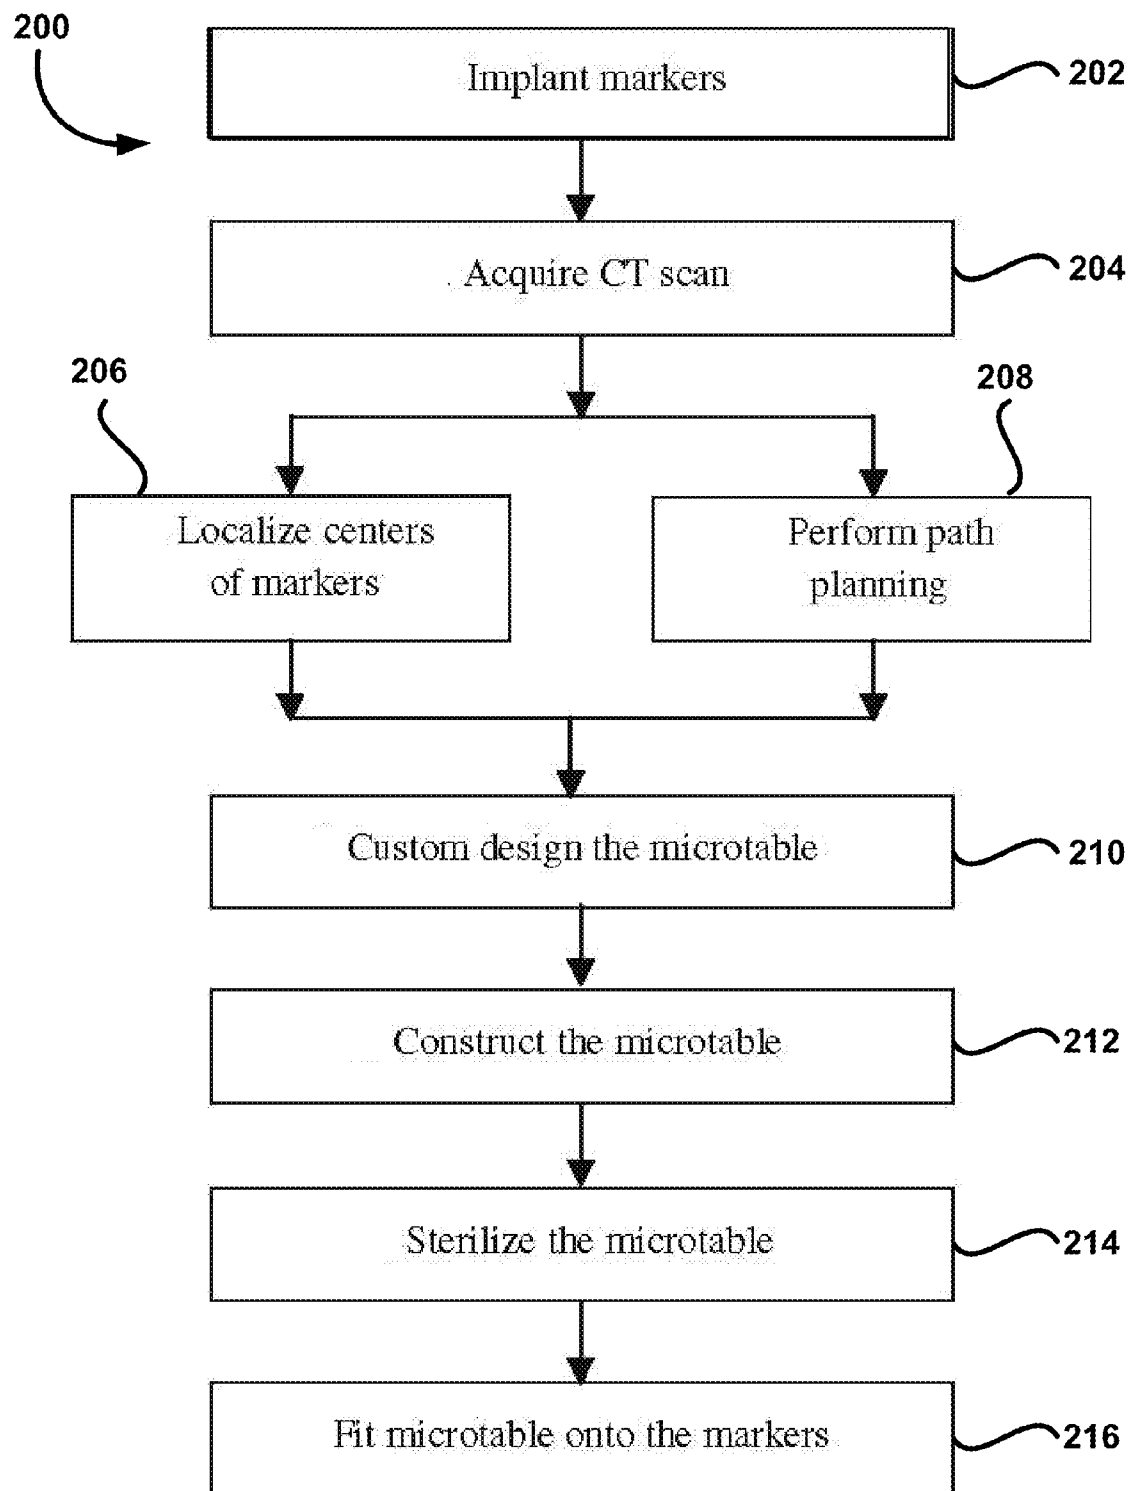 200
Implant markers
202
. Acquire CT scan
204
206
208
Localize centers
of markers
Perform path
planning
Custom design the microtable
210
Construct the microtable
212
Sterilize the microtable
214
Fit microtable onto the markers
216